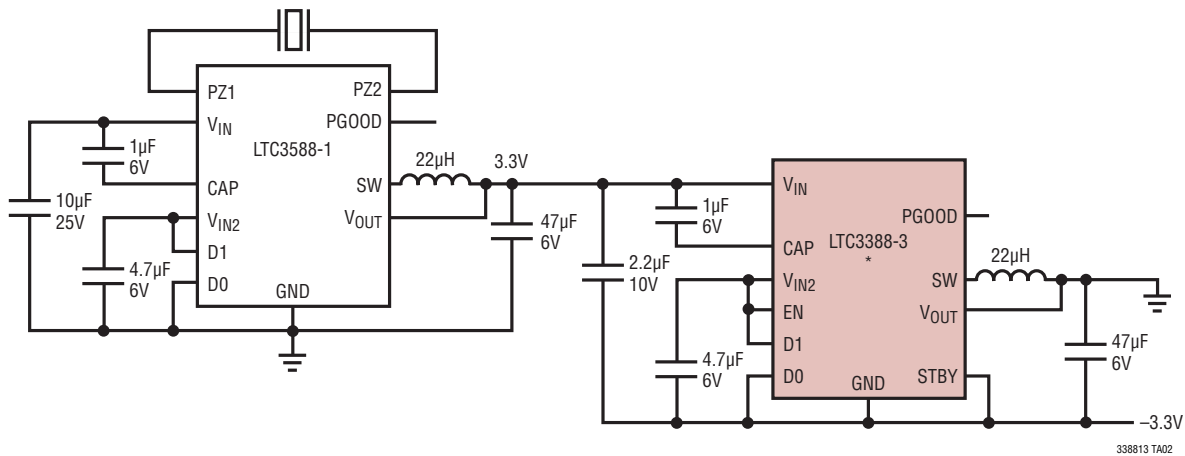 PZ1
PZ2
VIN
PGOOD
LTC3588-1
1µF
6V
CAP
10µF
25V
VIN2
D1
4.7µF
6V
D0
GND
SW
VOUT
22µH
3.3V
47µF
6V
VIN
1µF
6V
PGOOD
LTC3388-3
*
CAP
2.2µF
10V
VIN2
SW
22µH
EN
VOUT
D1
4.7µF
6V
D0
GND
STBY
47µF
6V
–3.3V
338813 TA02